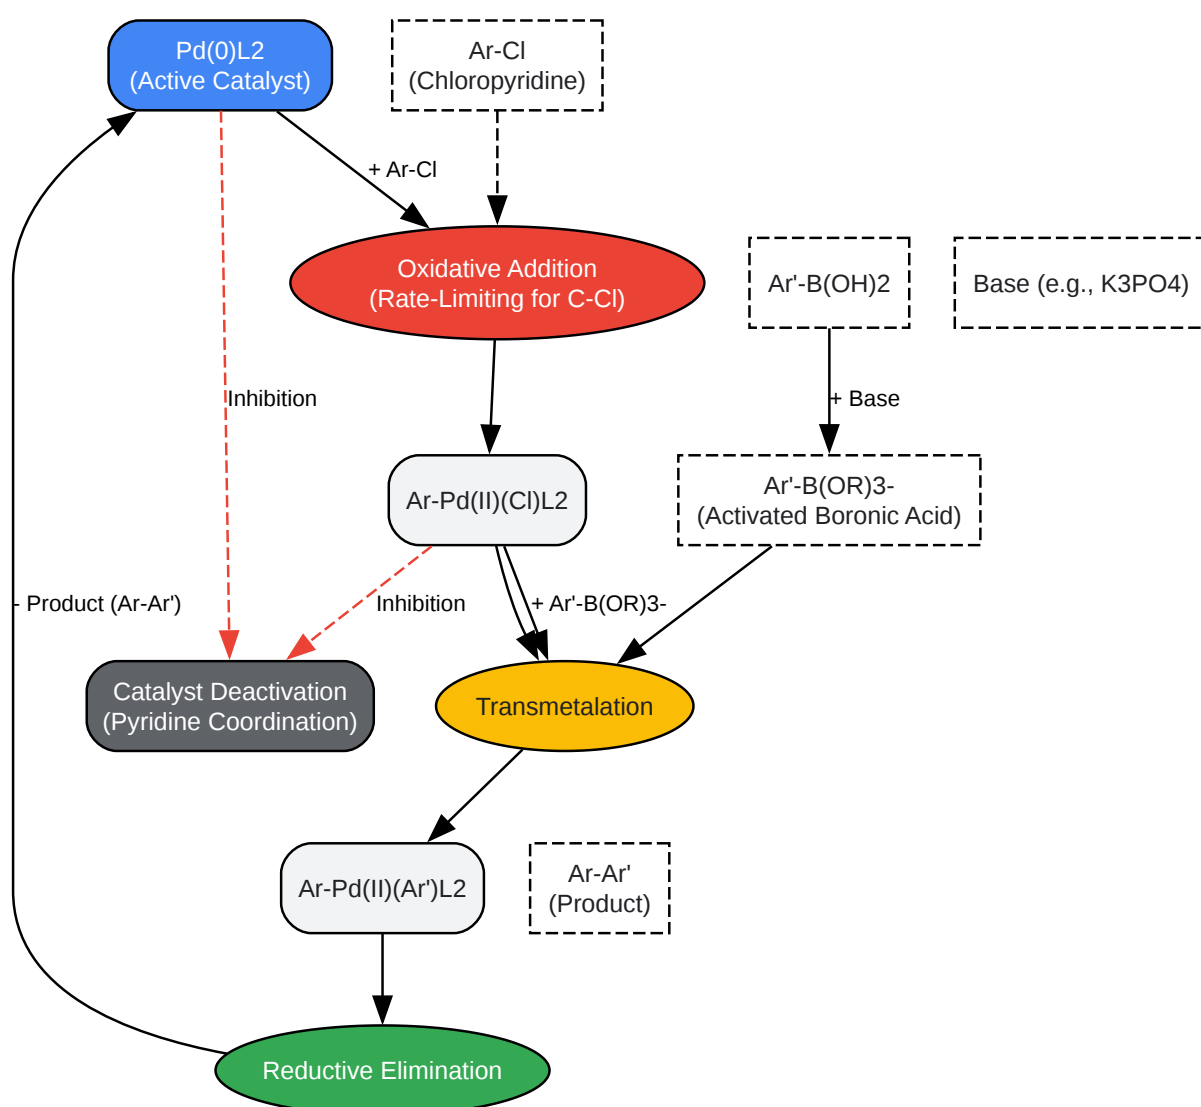 Pd(0)L2
(Active Catalyst)
Ar-Cl
(Chloropyridine)
+ Ar-Cl
Oxidative Addition
(Rate-Limiting for C-Cl)
Ar'-B(OH)2
Base (e.g., K3PO4)
Inhibition
+ Base
Ar-Pd(II)(Cl)L2
Ar'-B(OR)3-
(Activated Boronic Acid)
- Product (Ar-Ar')
Inhibition
+ Ar'-B(OR)3-
Catalyst Deactivation
(Pyridine Coordination)
Transmetalation
Ar-Pd(II)(Ar')L2
Ar-Ar'
(Product)
Reductive Elimination